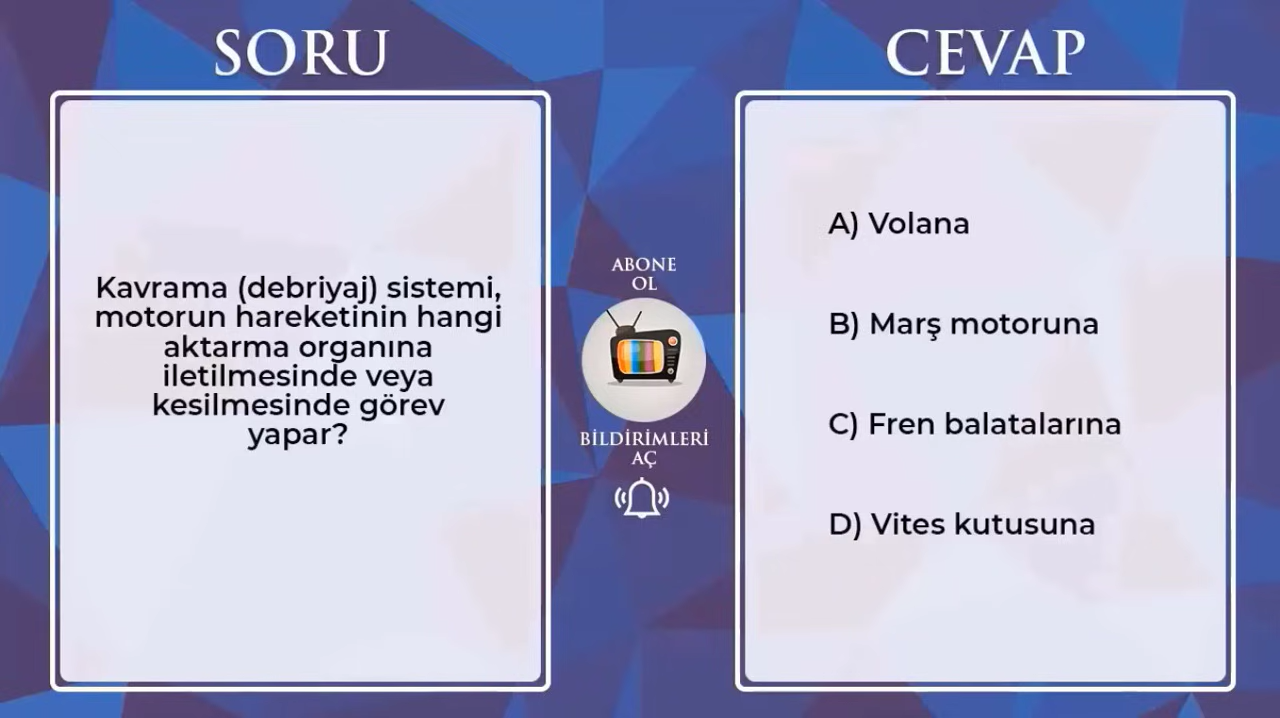 SORU
Kavrama (debriyaj) sistemi,
motorun hareketinin hangi
aktarma organına
iletilmesinde veya
kesilmesinde görev
yapar?
ABONE
OL
BİLDİRİMLERİ
AÇ
CEVAP
A) Volana
B) Marş motoruna
C) Fren balatalarına
D) Vites kutusuna